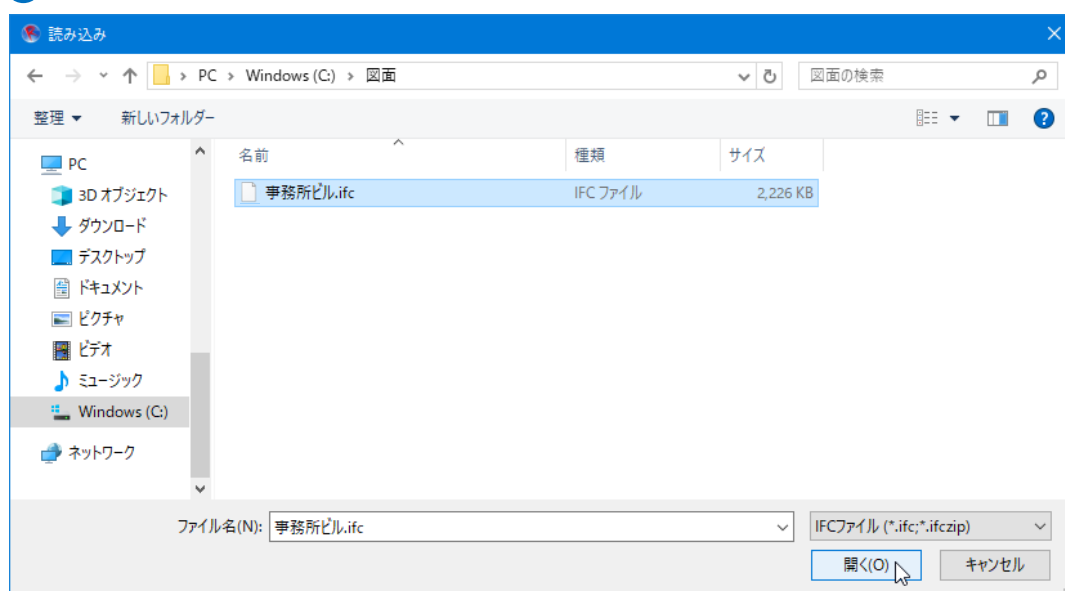 読み込み
PC › Windows (C:) › 図面
図面の検索
整理 新しいフォルダー
名前 種類 サイズ
事務所ビル.ifc IFC ファイル 2,226 KB
PC
3D オブジェクト
ダウンロード
デスクトップ
ドキュメント
ピクチャ
ビデオ
ミュージック
Windows (C:)
ネットワーク
ファイル名(N): 事務所ビル.ifc IFCファイル (*.ifc;*.ifczip)
開く(O) キャンセル